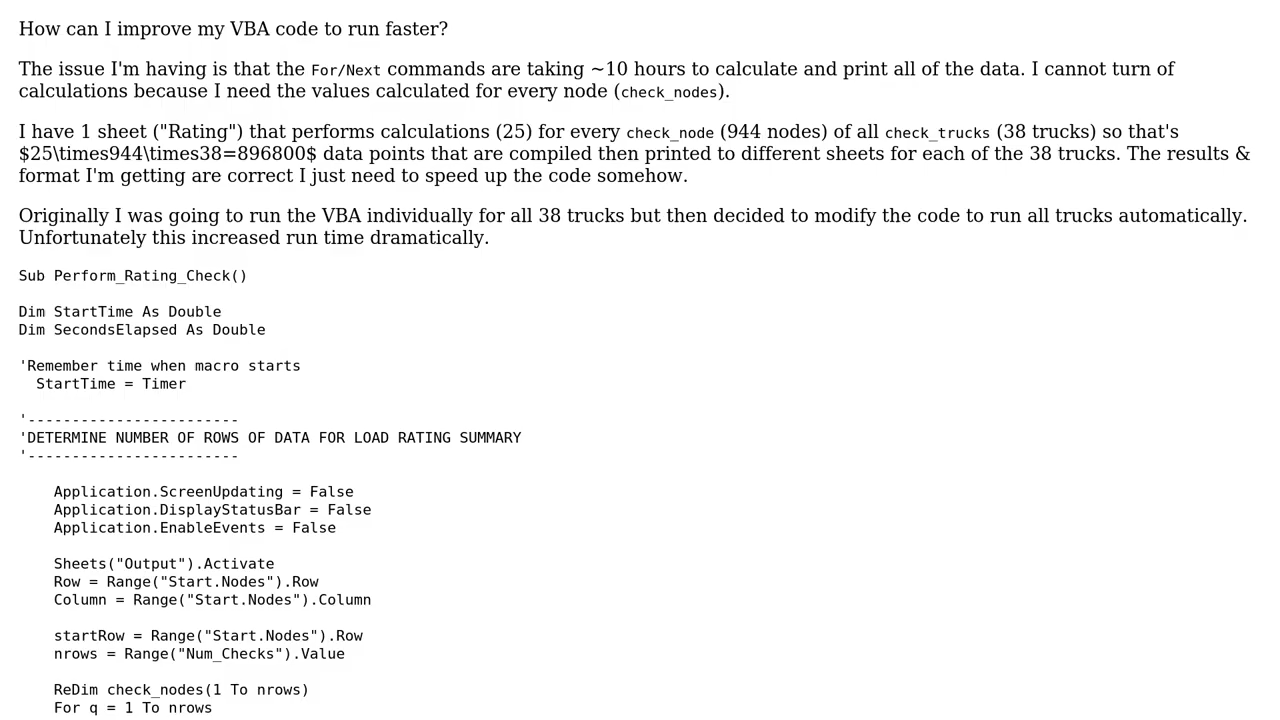 How can I improve my VBA code to run faster?
The issue I'm having is that the For/Next commands are taking ~10 hours to calculate and print all of the data. I cannot turn of
calculations because I need the values calculated for every node (check_nodes).
I have 1 sheet ("Rating") that performs calculations (25) for every check_node (944 nodes) of all check_trucks (38 trucks) so that's
$25\times944\times38=896800$ data points that are compiled then printed to different sheets for each of the 38 trucks. The results &
format I'm getting are correct I just need to speed up the code somehow.
Originally I was going to run the VBA individually for all 38 trucks but then decided to modify the code to run all trucks automatically.
Unfortunately this increased run time dramatically.
Sub Perform_Rating_Check()
Dim StartTime As Double
Dim SecondsElapsed As Double
'Remember time when macro starts
  StartTime = Timer
'------------------------
'DETERMINE NUMBER OF ROWS OF DATA FOR LOAD RATING SUMMARY
'------------------------
    Application.ScreenUpdating = False
    Application.DisplayStatusBar = False
    Application.EnableEvents = False
    Sheets("Output").Activate
    Row = Range("Start.Nodes").Row
    Column = Range("Start.Nodes").Column
    startRow = Range("Start.Nodes").Row
    nrows = Range("Num_Checks").Value
    ReDim check_nodes(1 To nrows)
    For q = 1 To nrows